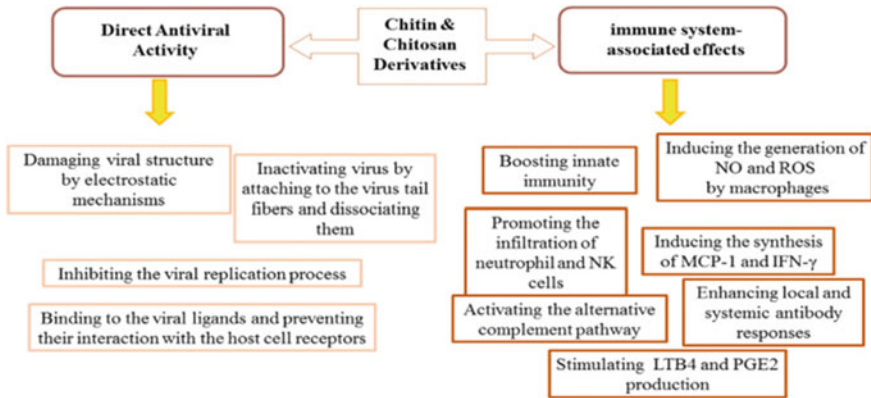 Direct Antiviral
Activity
Chitin &
Chitosan
Derivatives
immune system-
associated effects
Damaging viral structure
by electrostatic
mechanisms
Inactivating virus by
attaching to the virus tail
fibers and dissociating
them
Inhibiting the viral replication process
Binding to the viral ligands and preventing
their interaction with the host cell receptors
Boosting innate
immunity
Inducing the generation of
NO and ROS
by macrophages
Promoting the
infiltration of
neutrophil and NK
cells
Inducing the synthesis
of MCP-1 and IFN-γ
Activating the alternative
complement pathway
Enhancing local and
systemic antibody
responses
Stimulating LTB4 and PGE2
production